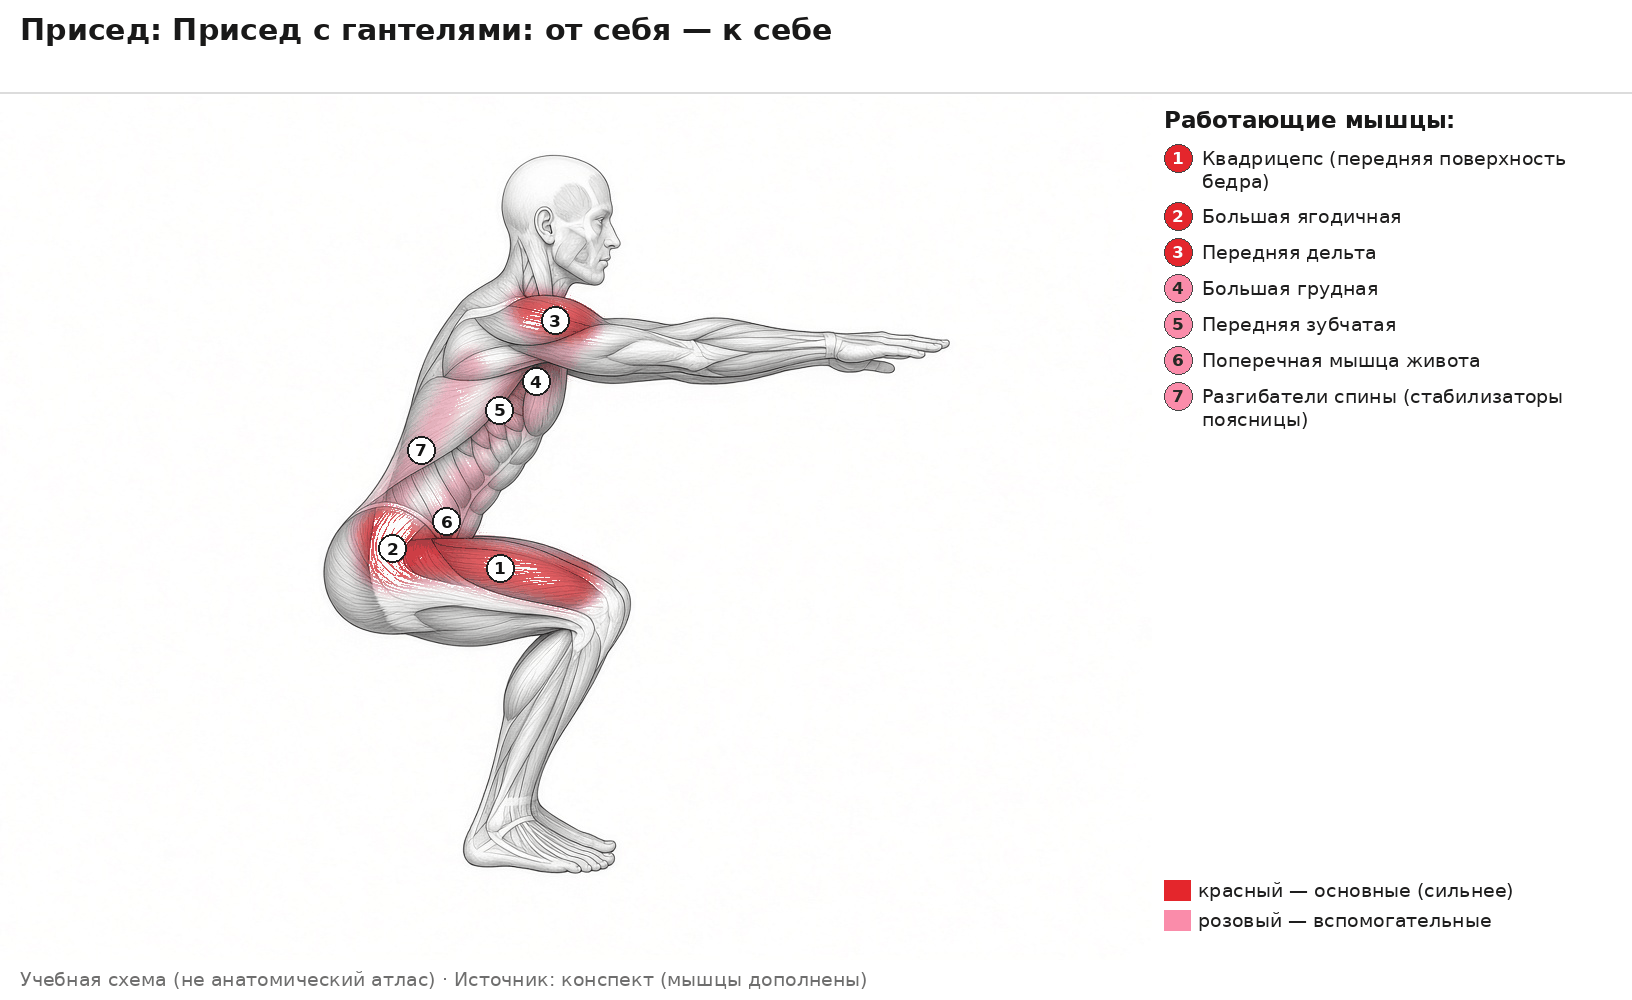 Присед: Присед с гантелями: от себя — к себе
Работающие мышцы:
1 Квадрицепс (передняя поверхность
бедра)
2 Большая ягодичная
3 Передняя дельта
4 Большая грудная
5 Передняя зубчатая
6 Поперечная мышца живота
7 Разгибатели спины (стабилизаторы
поясницы)
3
4
5
7
6
2
1
красный — основные (сильнее)
розовый — вспомогательные
Учебная схема (не анатомический атлас) · Источник: конспект (мышцы дополнены)